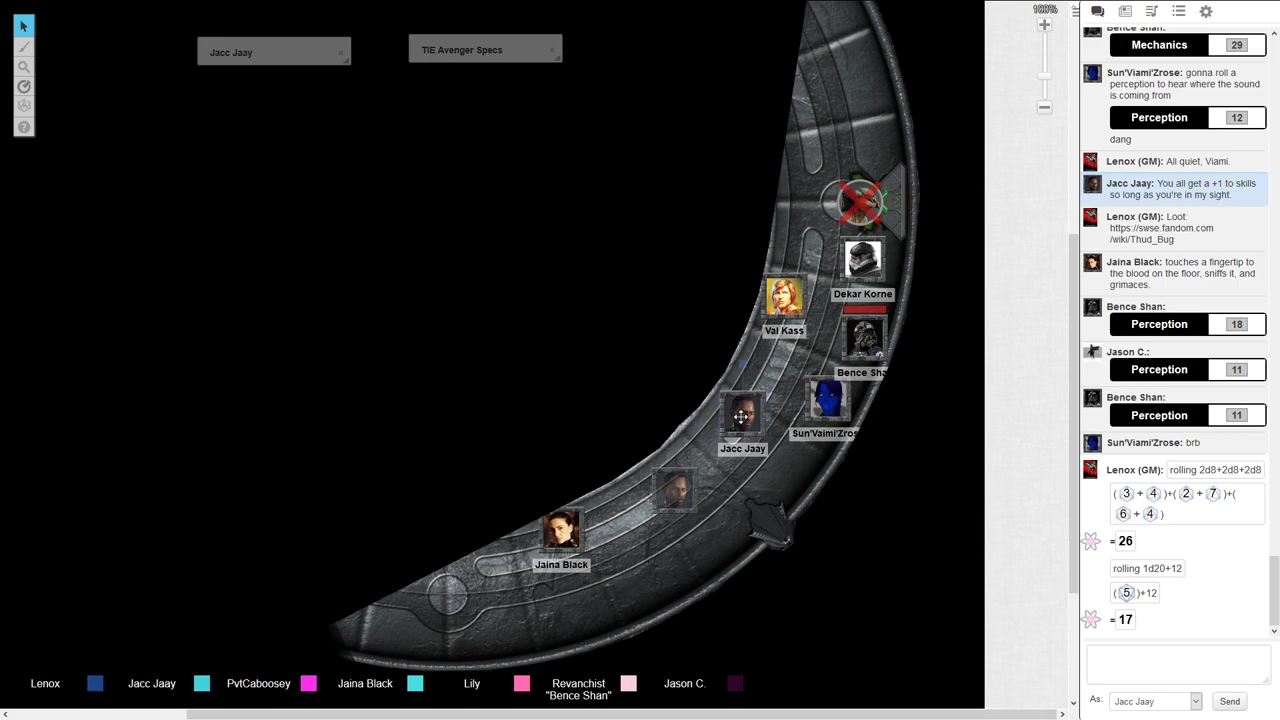 100%
Jacc Jaay
TIE Avenger Specs
Dekar Korne
Val Kass
Bence Sha
Sun'Vaimi'Zros
Jacc Jaay
Jaina Black
Lenox
Jacc Jaay
PvtCaboosey
Jaina Black
Lily
Revanchist
"Bence Shan"
Jason C.
Bence Shan:
Mechanics 29
Sun'Viami'Zrose: gonna roll a
perception to hear where the sound
is coming from
Perception 12
dang
Lenox (GM): All quiet, Viami.
Jacc Jaay: You all get a +1 to skills
so long as you're in my sight.
Lenox (GM): Loot:
https://swse.fandom.com
/wiki/Thud_Bug
Jaina Black: touches a fingertip to
the blood on the floor, sniffs it, and
grimaces.
Bence Shan:
Perception 18
Jason C.:
Perception 11
Bence Shan:
Perception 11
Sun'Viami'Zrose: brb
Lenox (GM): rolling 2d8+2d8+2d8
(3+4)+(2+7)+(
6+4)
=26
rolling 1d20+12
(5)+12
=17
As: Jacc Jaay Send